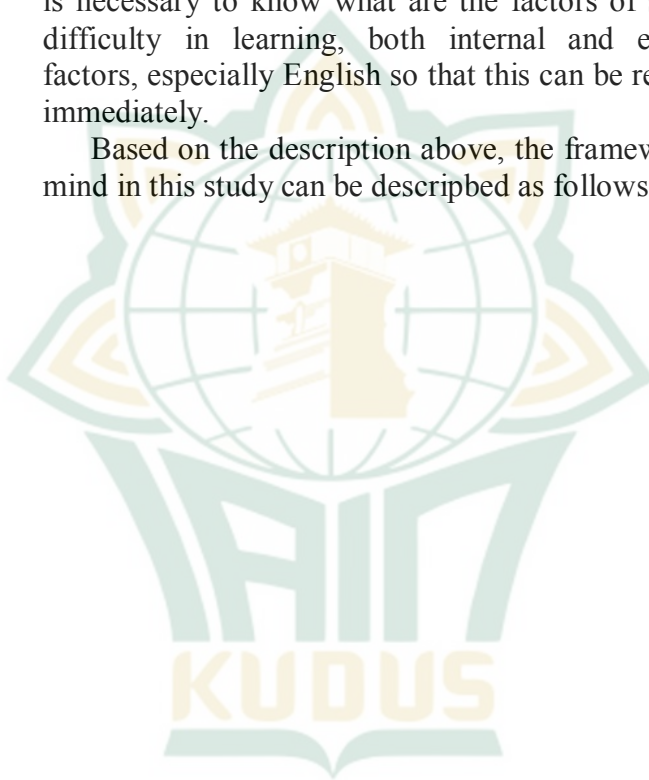 is necessary to know what are the factors of
difficulty in learning, both internal and
factors, especially English so that this can be
immediately.
Based on the description above, the
mind in this study can be descripbed as follows
IAIN
KUDUS